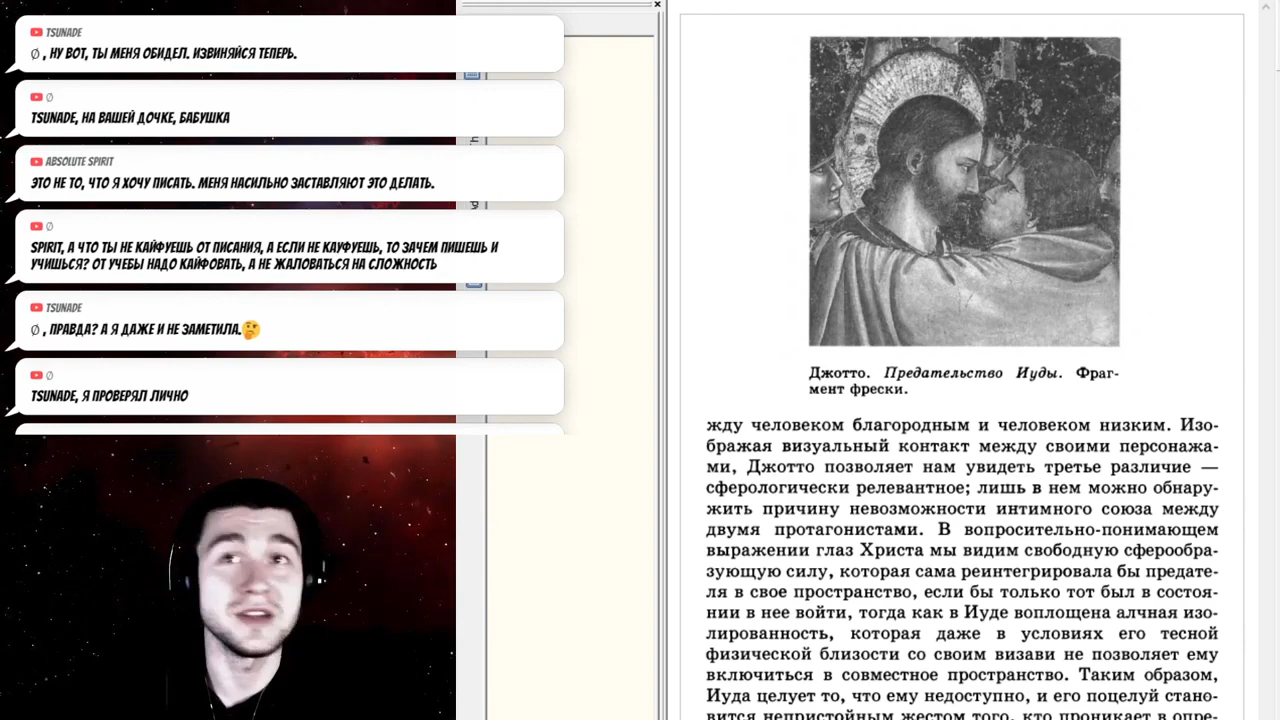 TSUNADE
Ø , НУ ВОТ, ТЫ МЕНЯ ОБИДЕЛ. ИЗВИНЯЙСЯ ТЕПЕРЬ.
Ø
TSUNADE, НА ВАШЕЙ ДОЧКЕ, БАБУШКА
ABSOLUTE SPIRIT
ЭТО НЕ ТО, ЧТО Я ХОЧУ ПИСАТЬ. МЕНЯ НАСИЛЬНО ЗАСТАВЛЯЮТ ЭТО ДЕЛАТЬ.
Ø
SPIRIT, А ЧТО ТЫ НЕ КАЙФУЕШЬ ОТ ПИСАНИЯ, А ЕСЛИ НЕ КАУФУЕШЬ, ТО ЗАЧЕМ ПИШЕШЬ И
УЧИШЬСЯ? ОТ УЧЕБЫ НАДО КАЙФОВАТЬ, А НЕ ЖАЛОВАТЬСЯ НА СЛОЖНОСТЬ
TSUNADE
Ø , ПРАВДА? А Я ДАЖЕ И НЕ ЗАМЕТИЛА.🤔
Ø
TSUNADE, Я ПРОВЕРЯЛ ЛИЧНО
Джотто. Предательство Иуды. Фраг-
мент фрески.
жду человеком благородным и человеком низким. Изо-
бражая визуальный контакт между своими персонажа-
ми, Джотто позволяет нам увидеть третье различие —
сферологически релевантное; лишь в нем можно обнару-
жить причину невозможности интимного союза между
двумя протагонистами. В вопросительно-понимающем
выражении глаз Христа мы видим свободную сферообра-
зующую силу, которая сама реинтегрировала бы предате-
ля в свое пространство, если бы только тот был в состоя-
нии в нее войти, тогда как в Иуде воплощена алчная изо-
лированность, которая даже в условиях его тесной
физической близости со своим визави не позволяет ему
включиться в совместное пространство. Таким образом,
Иуда целует то, что ему недоступно, и его поцелуй стано-
вится непристойным жестом того, кто проникает в опре-